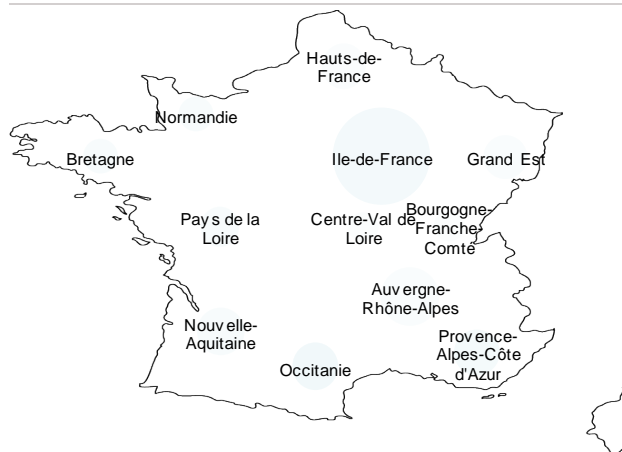 Hauts-de-
France
Normandie
Bretagne
Ile-de-France
Grand Est
Pays de la
Loire
Centre-Val de
Loire
Bourgogne-
Franche-
Comté
Auvergne-
Rhône-Alpes
Nouvelle-
Aquitaine
Provence-
Alpes-Côte
d'Azur
Occitanie